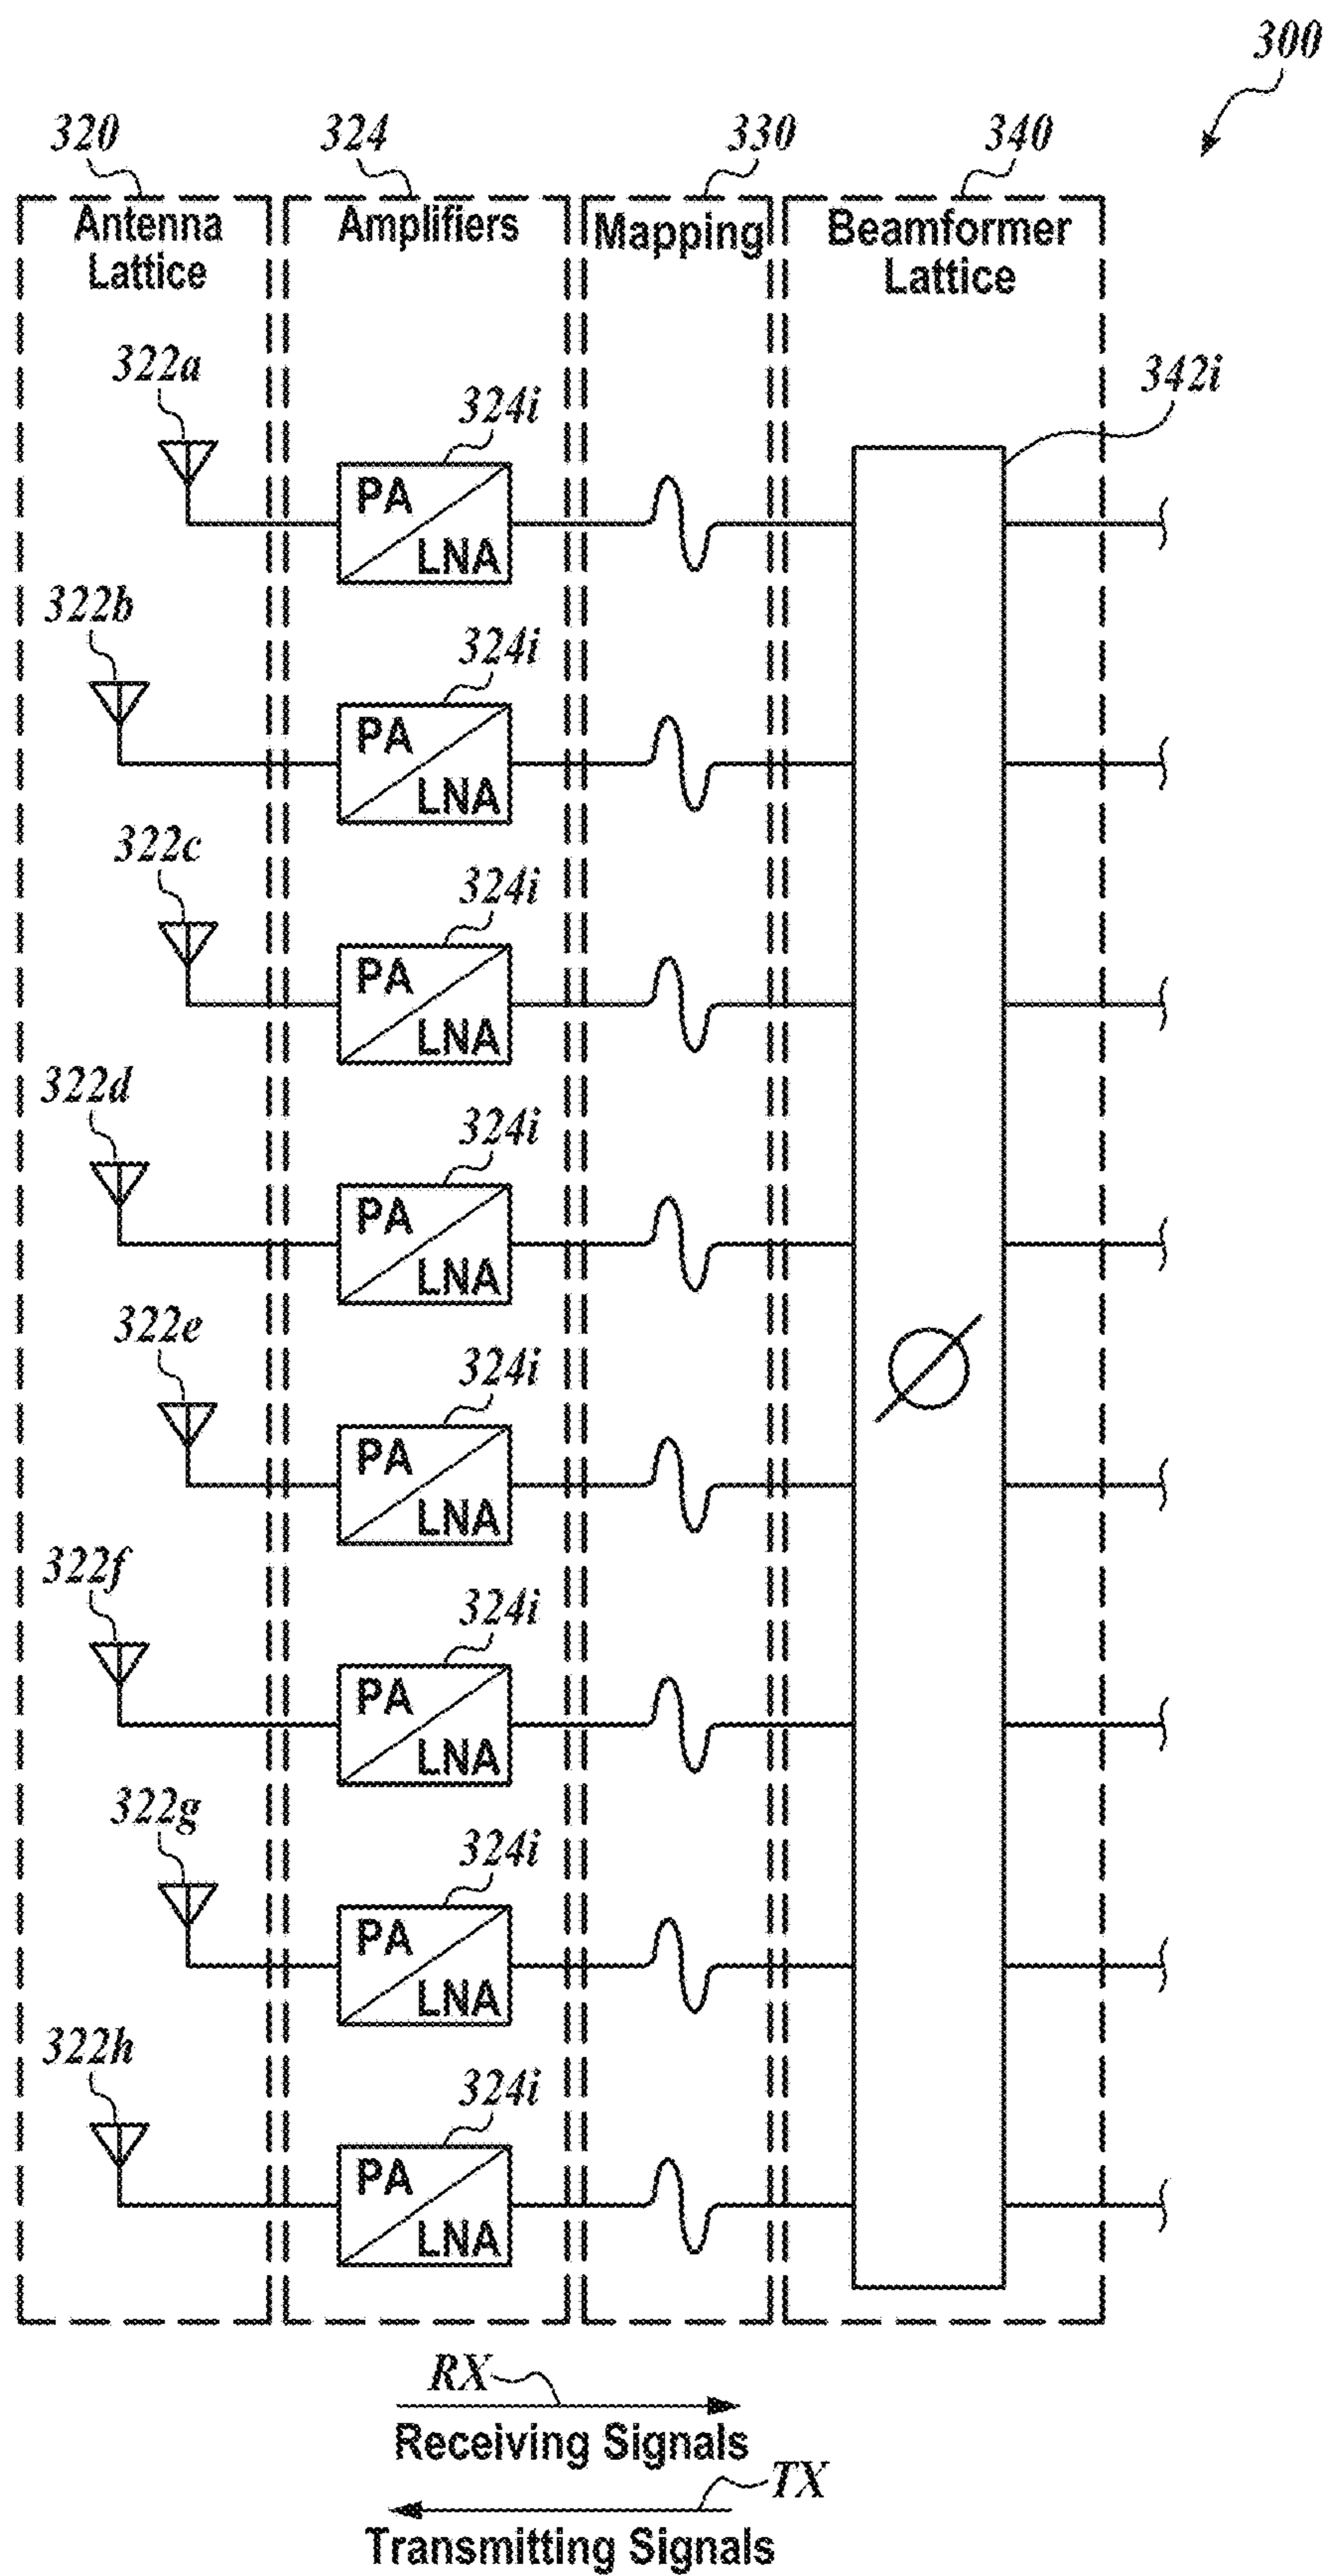 300
320
324
330
340
Antenna
Lattice
Amplifiers
Mapping
Beamformer
Lattice
322a
324i
342i
PA
LNA
322b
324i
PA
LNA
322c
324i
PA
LNA
322d
324i
PA
LNA
Ø
322e
324i
PA
LNA
322f
324i
PA
LNA
322g
324i
PA
LNA
322h
324i
PA
LNA
RX
Receiving Signals
TX
Transmitting Signals